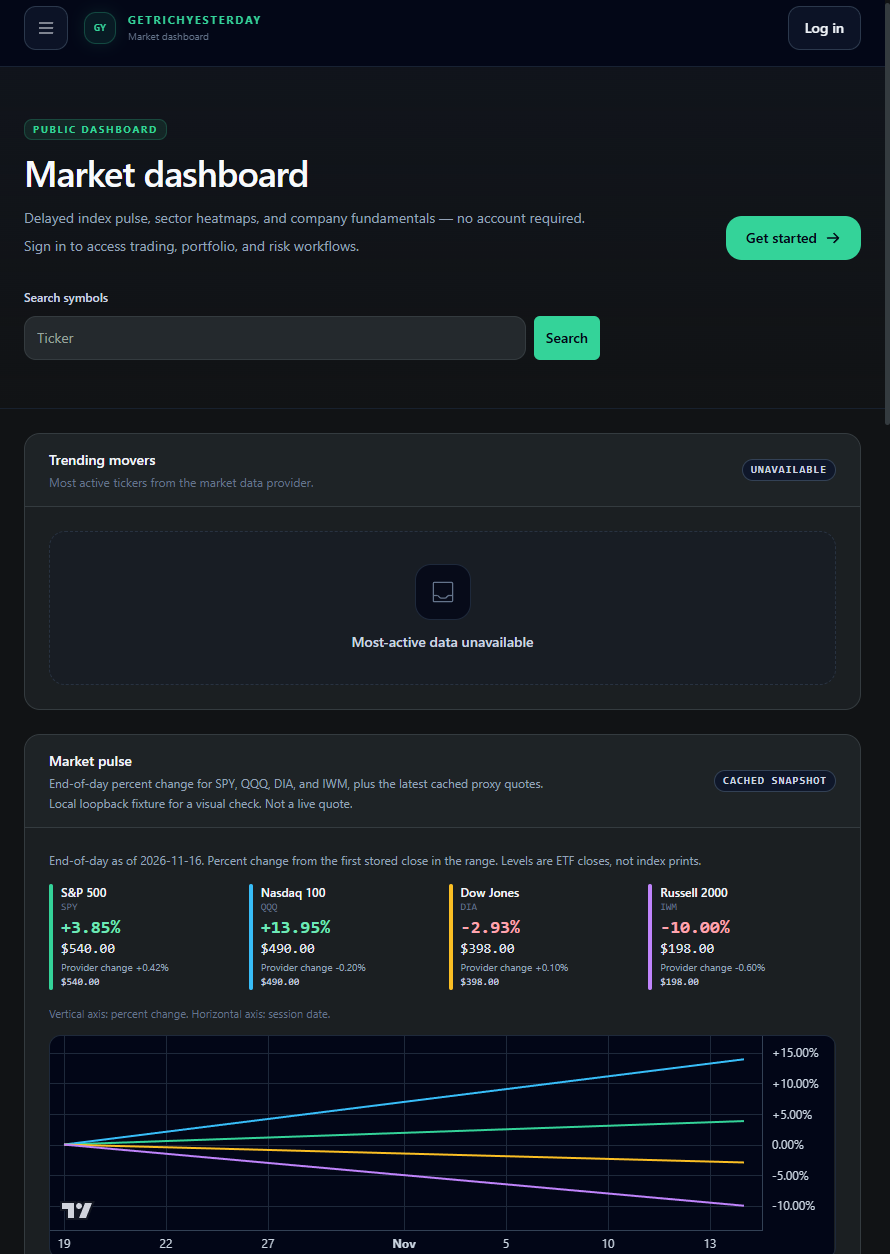 GY
GETRICHYESTERDAY
Market dashboard
Log in
PUBLIC DASHBOARD
Market dashboard
Delayed index pulse, sector heatmaps, and company fundamentals — no account required.
Sign in to access trading, portfolio, and risk workflows.
Get started →
Search symbols
Ticker
Search
Trending movers
Most active tickers from the market data provider.
UNAVAILABLE
Most-active data unavailable
Market pulse
End-of-day percent change for SPY, QQQ, DIA, and IWM, plus the latest cached proxy quotes.
Local loopback fixture for a visual check. Not a live quote.
CACHED SNAPSHOT
End-of-day as of 2026-11-16. Percent change from the first stored close in the range. Levels are ETF closes, not index prints.
S&P 500
SPY
+3.85%
$540.00
Provider change +0.42%
$540.00
Nasdaq 100
QQQ
+13.95%
$490.00
Provider change -0.20%
$490.00
Dow Jones
DIA
-2.93%
$398.00
Provider change +0.10%
$398.00
Russell 2000
IWM
-10.00%
$198.00
Provider change -0.60%
$198.00
Vertical axis: percent change. Horizontal axis: session date.
+15.00%
+10.00%
+5.00%
0.00%
-5.00%
-10.00%
19 22 27 Nov 5 10 13